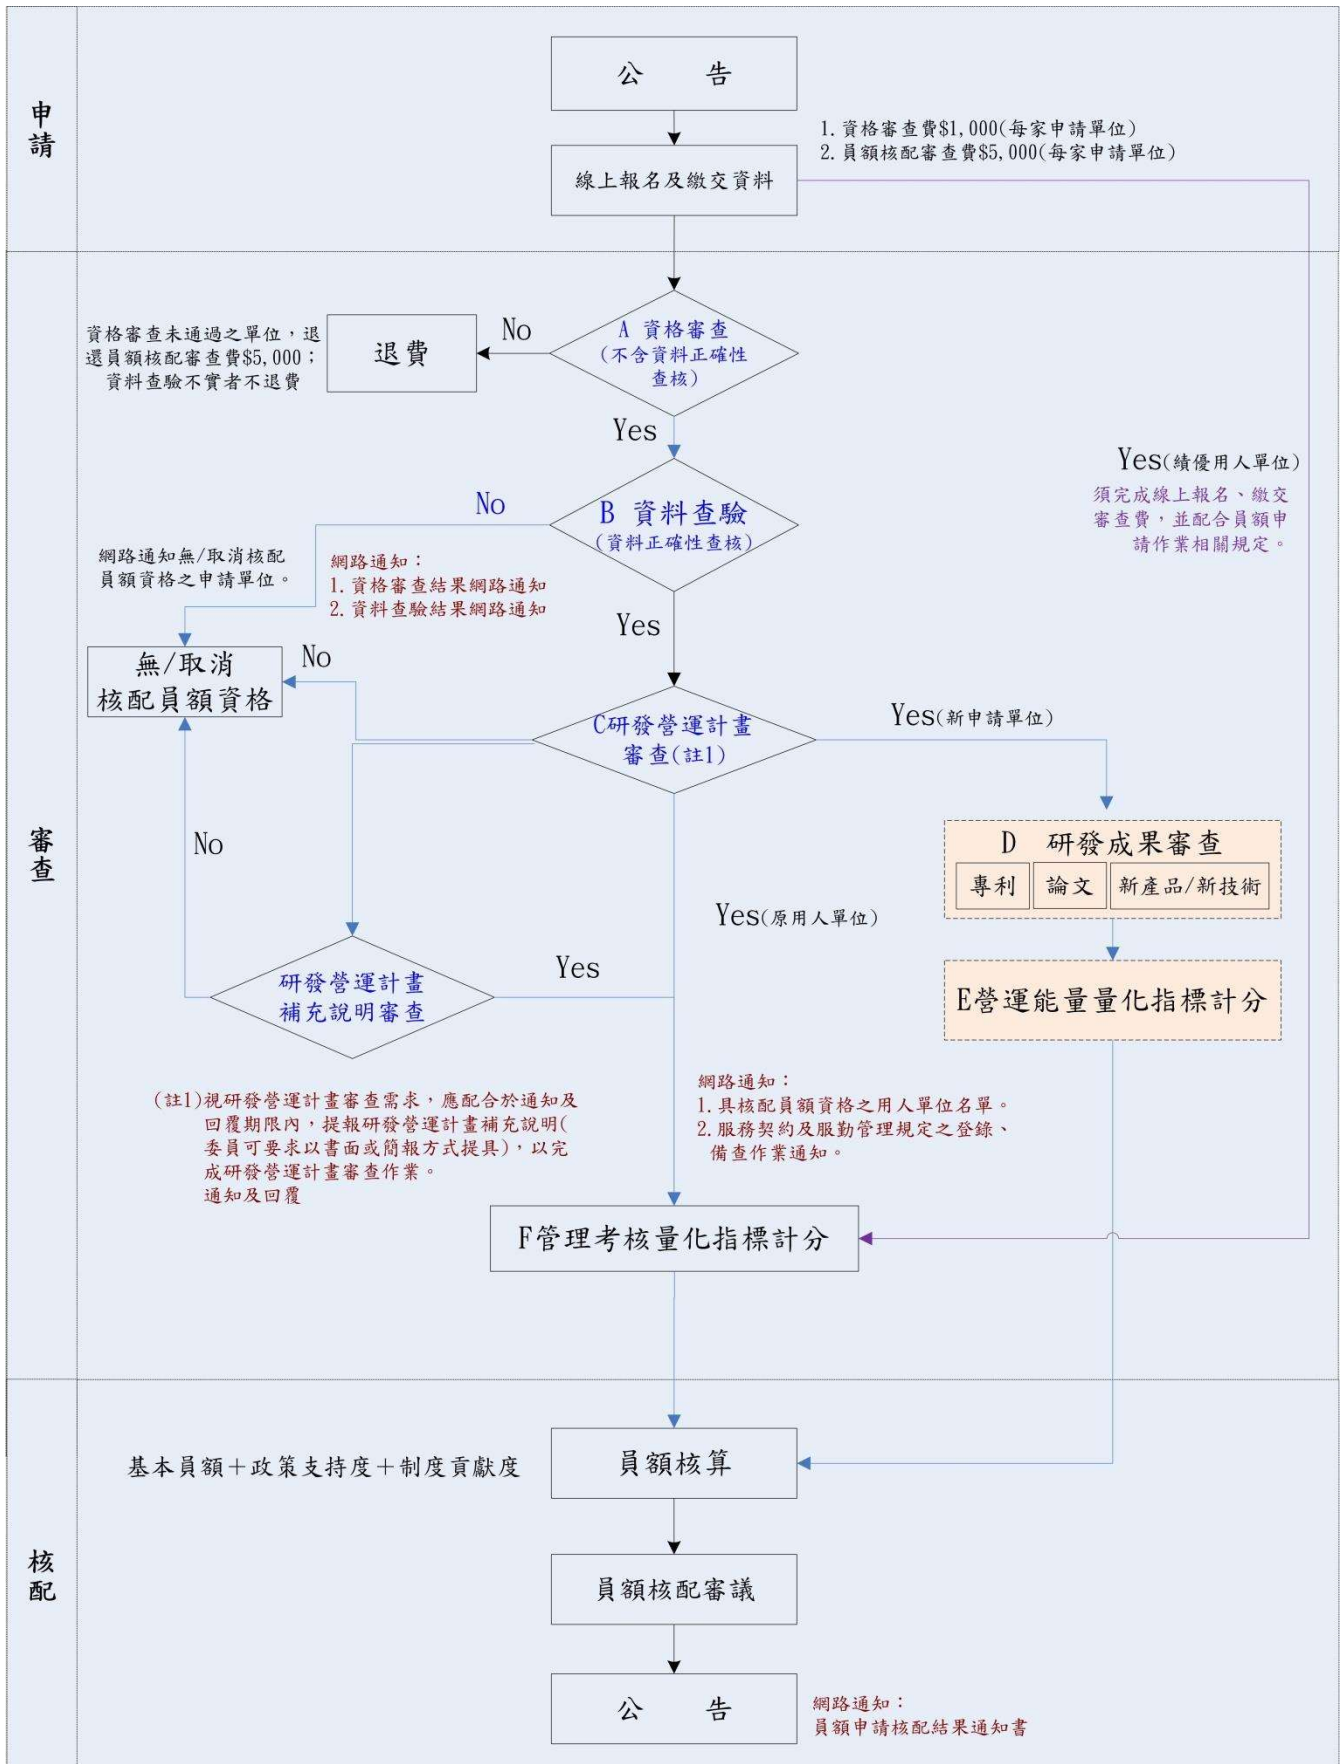 申請
公 告
1. 資格審查費$1,000(每家申請單位)
2. 員額核配審查費$5,000(每家申請單位)
線上報名及繳交資料
審查
資格審查未通過之單位，退
還員額核配審查費$5,000；
資料查驗不實者不退費
退費
No
A 資格審查
(不含資料正確性
查核)
Yes
Yes(績優用人單位)
須完成線上報名、繳交
審查費，並配合員額申
請作業相關規定。
No
B 資料查驗
(資料正確性查核)
網路通知無/取消核配
員額資格之申請單位。
網路通知：
1. 資格審查結果網路通知
2. 資料查驗結果網路通知
Yes
無/取消
核配員額資格
No
C研發營運計畫
審查(註1)
Yes(新申請單位)
No
D 研發成果審查
專利
論文
新產品/新技術
Yes(原用人單位)
研發營運計畫
補充說明審查
Yes
E營運能量量化指標計分
(註1)視研發營運計畫審查需求，應配合於通知及
回覆期限內，提報研發營運計畫補充說明(
委員可要求以書面或簡報方式提具)，以完
成研發營運計畫審查作業。
通知及回覆
網路通知：
1. 具核配員額資格之用人單位名單。
2. 服務契約及服勤管理規定之登錄、
備查作業通知。
F管理考核量化指標計分
核配
基本員額＋政策支持度＋制度貢獻度
員額核算
員額核配審議
公 告
網路通知：
員額申請核配結果通知書